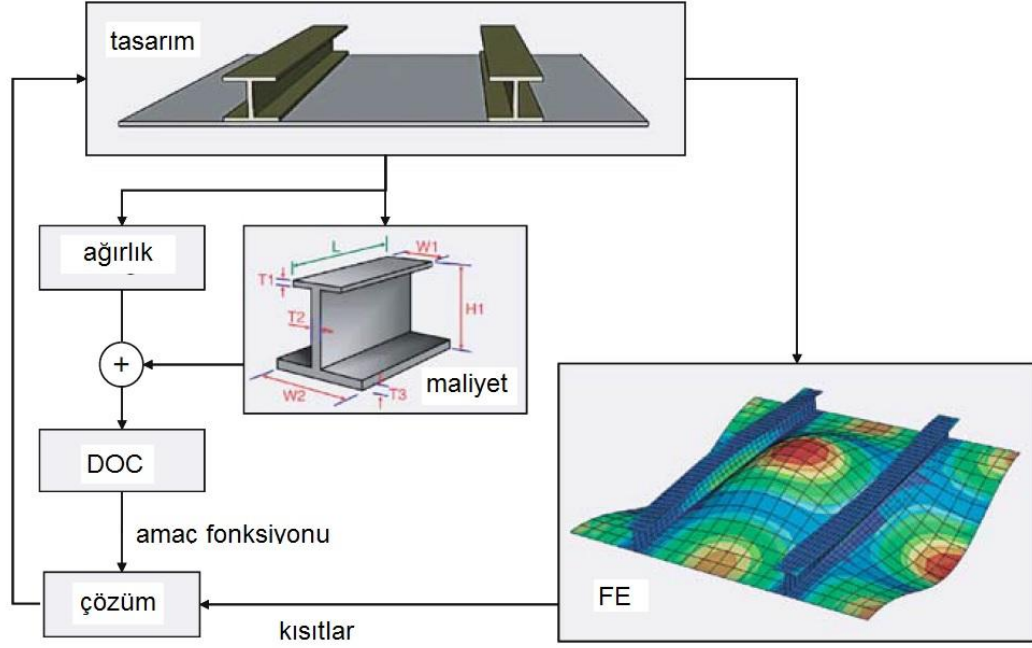 tasarım
ağırlık
L
W1
T1
T2
H1
+
maliyet
W2
T3
DOC
amaç fonksiyonu
çözüm
FE
kısıtlar